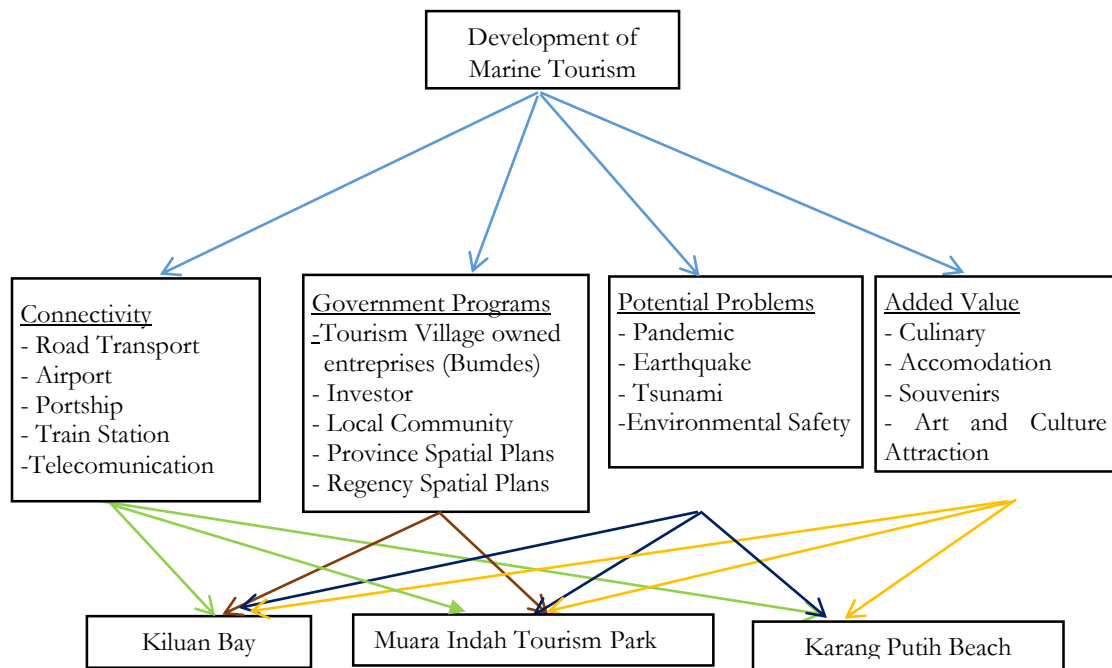 Development of
Marine Tourism
Connectivity
- Road Transport
- Airport
- Portship
- Train Station
-Telecomunication
Government Programs
-Tourism Village owned
entreprises (Bumdes)
- Investor
- Local Community
- Province Spatial Plans
- Regency Spatial Plans
Potential Problems
- Pandemic
- Earthquake
- Tsunami
-Environmental Safety
Added Value
- Culinary
- Accomodation
- Souvenirs
- Art and Culture
Attraction
Kiluan Bay
Muara Indah Tourism Park
Karang Putih Beach